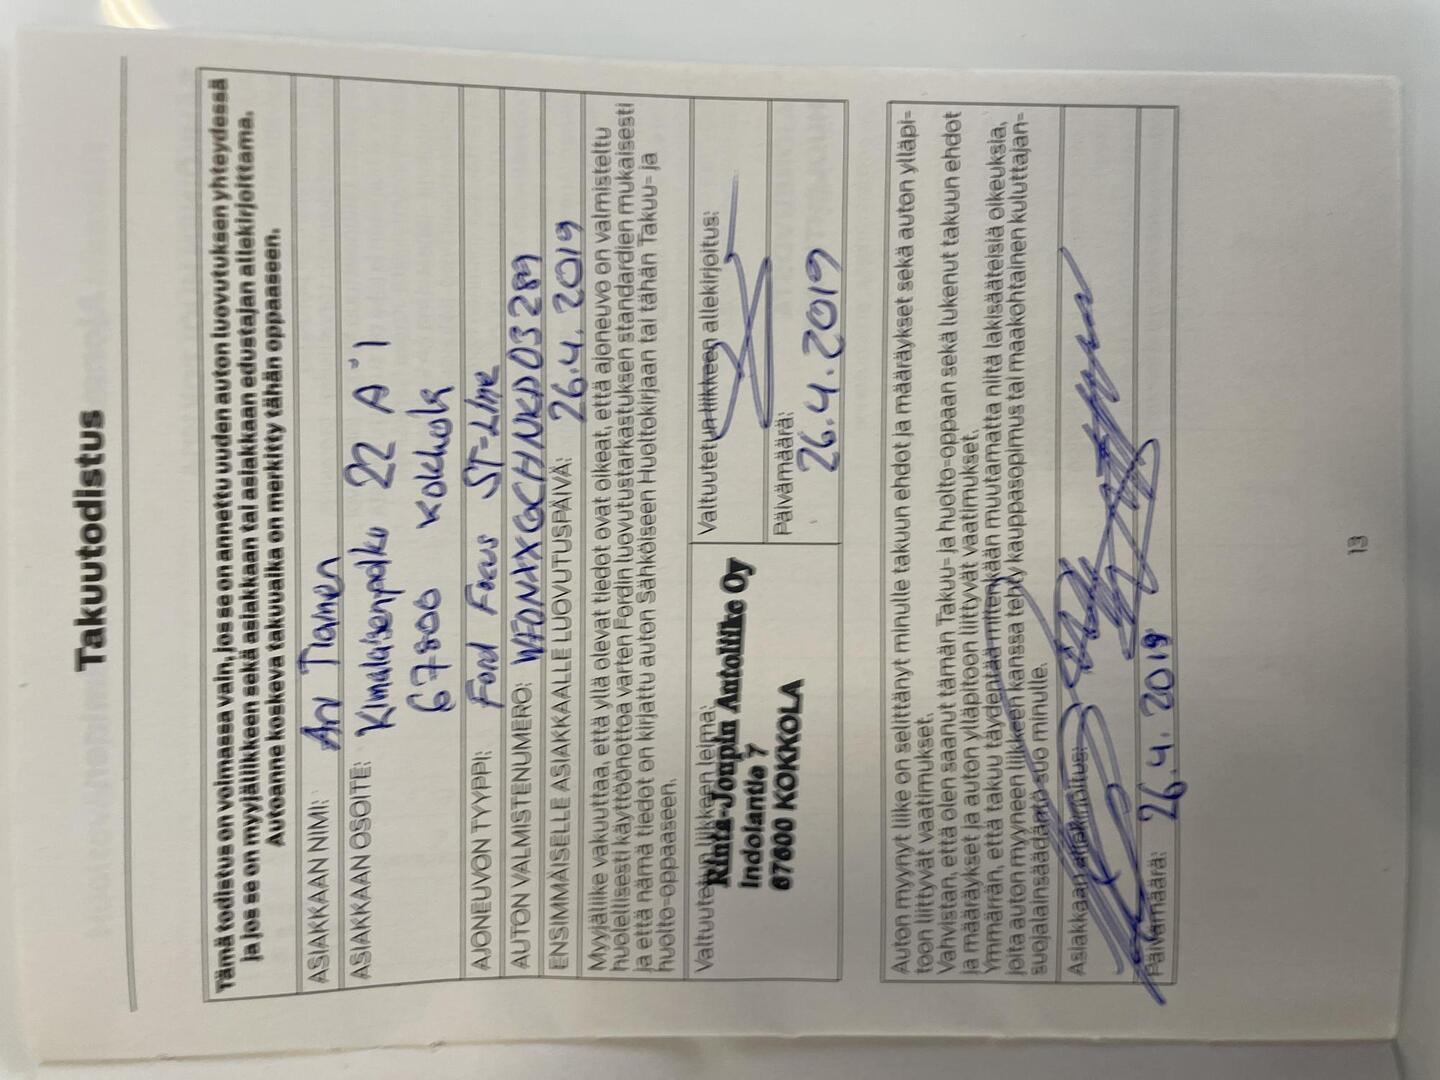 Takuutodistus
Tämä todistus on voimassa vain, jos se on annettu uuden auton luovutuksen yhteydessä
ja jos se on myyjäliikkeen sekä asiakkaan tai asiakkaan edustajan allekirjoittama.
Autoanne koskeva takuuaika on merkitty tähän oppaaseen.
ASIAKKAAN NIMI:
ASIAKKAAN OSOITE: Kimalaisenpolku 22 A 1
67800 Kokkola
AJONEUVON TYYPPI: Ford Focus ST-Line
AUTON VALMISTENUMERO: WF0NXXGCHNKD03289
ENSIMMÄISELLE ASIAKKAALLE LUOVUTUSPÄIVÄ: 26.4.2019
Myyjäliike vakuuttaa, että yllä olevat tiedot ovat oikeat, että ajoneuvo on valmisteltu
huolellisesti käyttöönottoa varten Fordin luovutustarkastuksen standardien mukaisesti
ja että nämä tiedot on kirjattu auton Sähköiseen Huoltokirjaan tai tähän Takuu- ja
huolto-oppaaseen.
Valtuutetun liikkeen leima:
Rinta-Joupin Autoliike Oy
Indolantie 7
67600 KOKKOLA
Valtuutetun liikkeen allekirjoitus:
Päivämäärä:
26.4.2019
Auton myynyt liike on selittänyt minulle takuun ehdot ja määräykset sekä auton ylläpi-
toon liittyvät vaatimukset.
Vahvistan, että olen saanut tämän Takuu- ja huolto-oppaan sekä lukenut takuun ehdot
ja määräykset ja auton ylläpitoon liittyvät vaatimukset.
Ymmärrän, että takuu täydentää mitenkään muutamatta niitä lakisääteisiä oikeuksia,
joita auton myyneen liikkeen kanssa tehty kauppasopimus tai maakohtainen kuluttajan-
suojalainsäädäntö suo minulle.
Asiakkaan allekirjoitus:
Päivämäärä: 26.4.2019
13